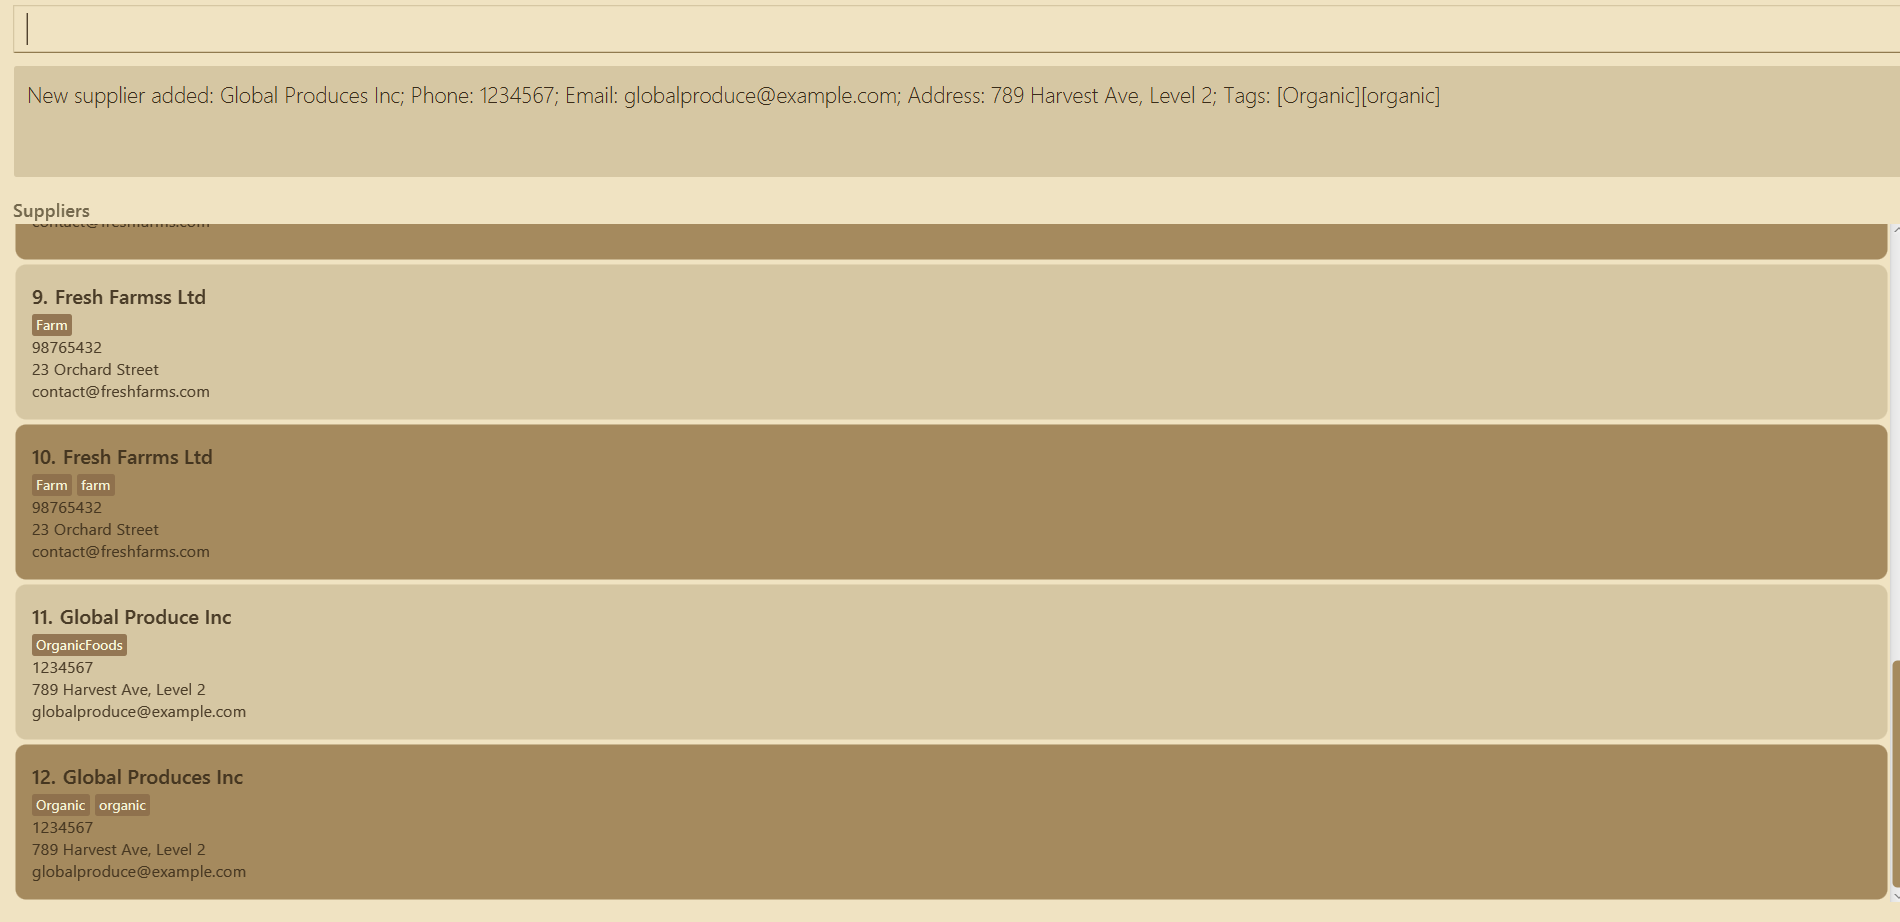 New supplier added: Global Produces Inc; Phone: 1234567; Email: globalproduce@example.com; Address: 789 Harvest Ave, Level 2; Tags: [Organic][organic]
Suppliers
contact@freshfarms.com
9. Fresh Farmss Ltd
Farm
98765432
23 Orchard Street
contact@freshfarms.com
10. Fresh Farrms Ltd
Farm farm
98765432
23 Orchard Street
contact@freshfarms.com
11. Global Produce Inc
OrganicFoods
1234567
789 Harvest Ave, Level 2
globalproduce@example.com
12. Global Produces Inc
Organic organic
1234567
789 Harvest Ave, Level 2
globalproduce@example.com